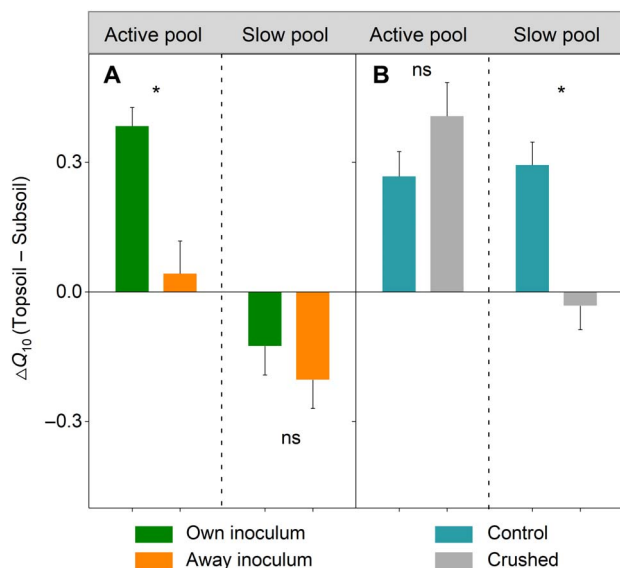 Active pool Slow pool Active pool Slow pool
A * B ns *
0.3
0.0
ns
−0.3
△Q10 (Topsoil − Subsoil)
Own inoculum Control
Away inoculum Crushed